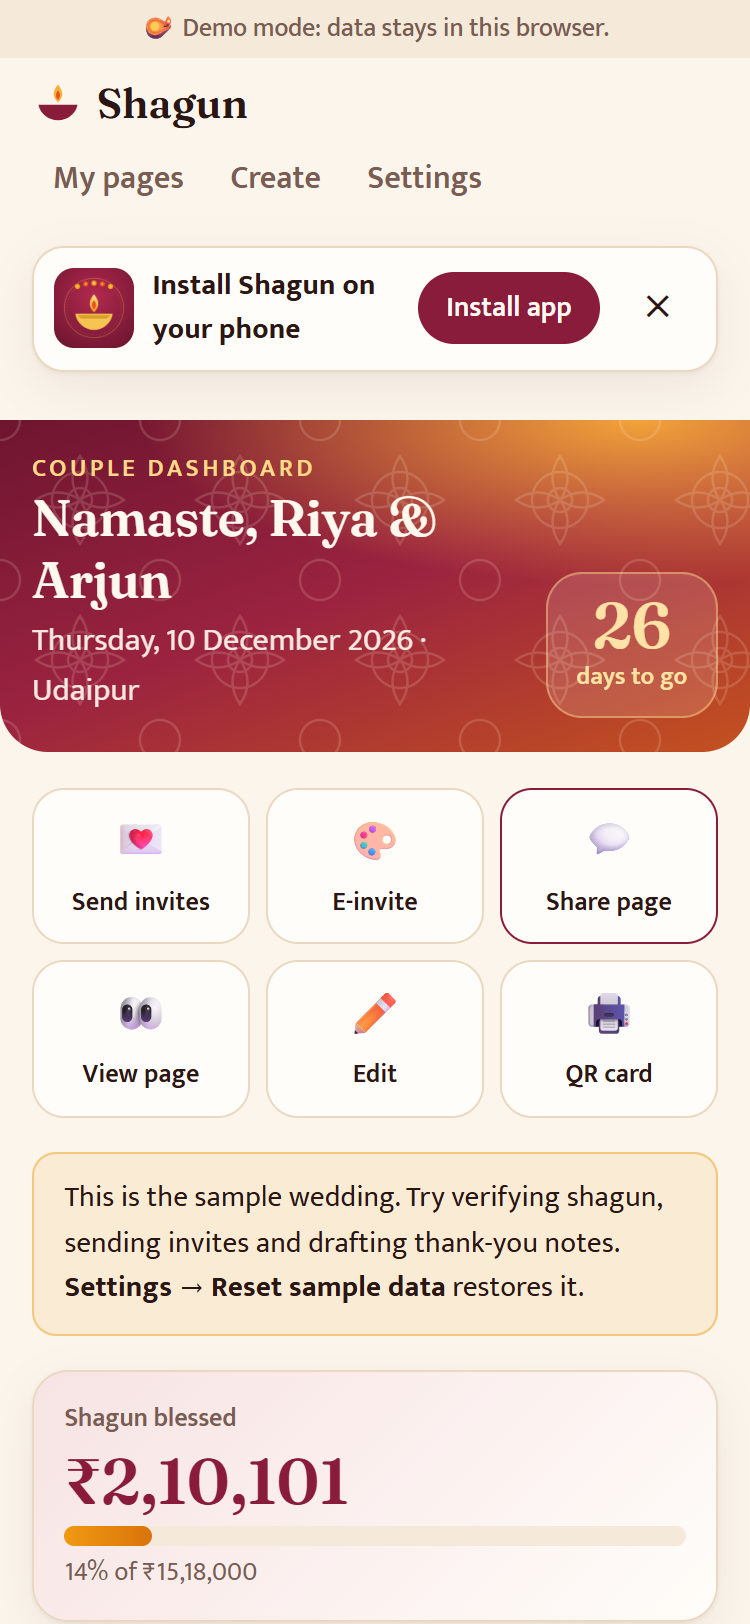 Demo mode: data stays in this browser.
Shagun
My pages Create Settings
Install Shagun on
your phone
Install app
COUPLE DASHBOARD
Namaste, Riya &
Arjun
Thursday, 10 December 2026 ·
Udaipur
26
days to go
Send invites
E-invite
Share page
View page
Edit
QR card
This is the sample wedding. Try verifying shagun,
sending invites and drafting thank-you notes.
Settings → Reset sample data restores it.
Shagun blessed
₹2,10,101
14% of ₹15,18,000